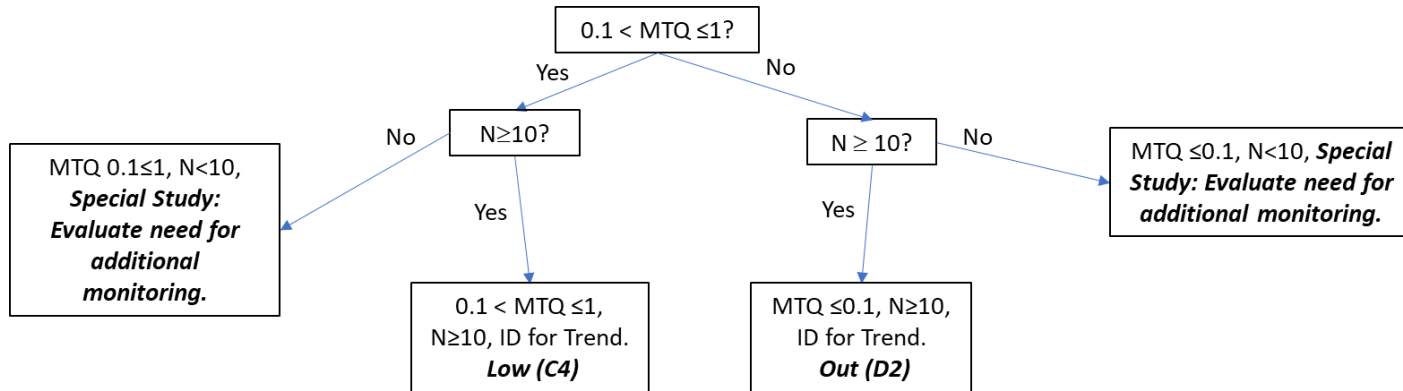 0.1 < MTQ ≤1?
Yes
No
N≥10?
N ≥ 10?
No
No
MTQ 0.1≤1, N<10,
Special Study:
Evaluate need for
additional
monitoring.
MTQ ≤0.1, N<10, Special
Study: Evaluate need for
additional monitoring.
Yes
Yes
0.1 < MTQ ≤1,
N≥10, ID for Trend.
Low (C4)
MTQ ≤0.1, N≥10,
ID for Trend.
Out (D2)